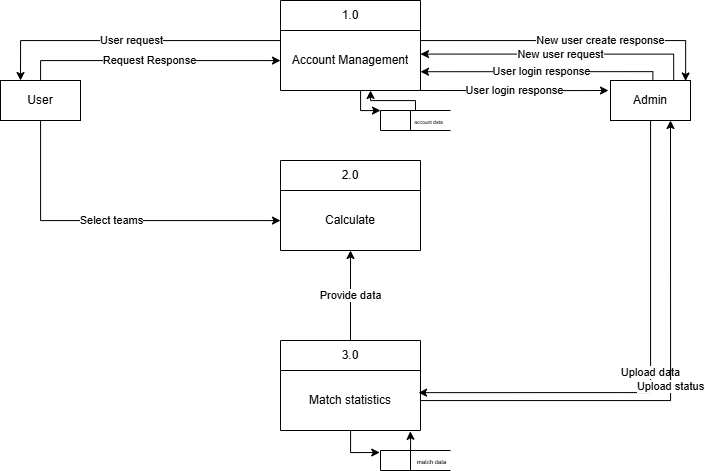 1.0
User request
New user create response
New user request
Request Response
Account Management
User login response
User login response
User
Admin
account data
2.0
Select teams
Calculate
Provide data
3.0
Upload data
Upload status
Match statistics
match data